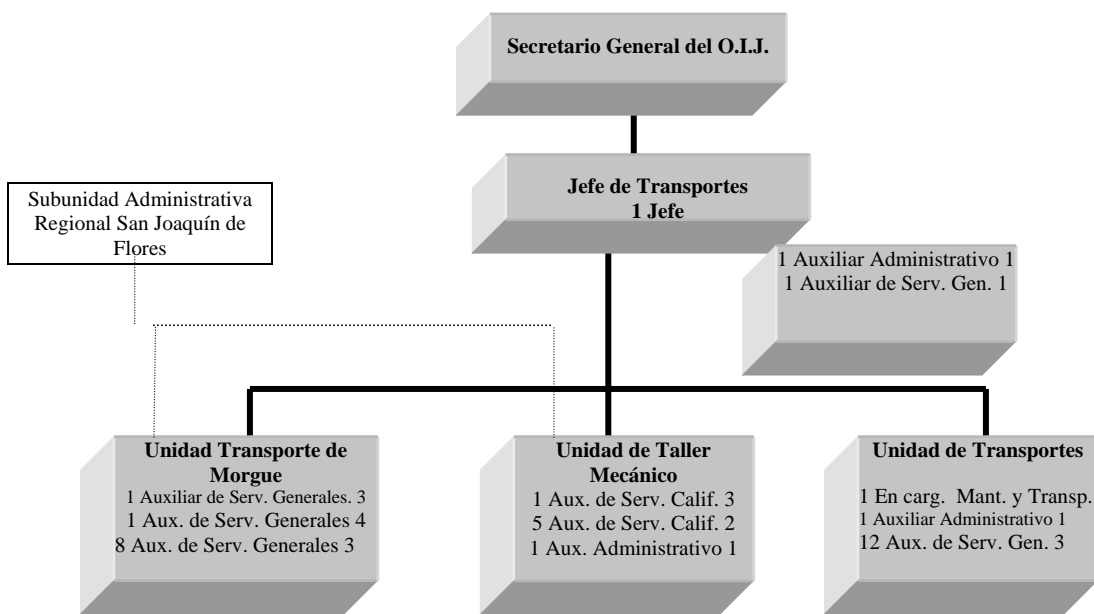 Secretario General del O.I.J.
Jefe de Transportes
1 Jefe
Subunidad Administrativa
Regional San Joaquín de
Flores
1 Auxiliar Administrativo 1
1 Auxiliar de Serv. Gen. 1
Unidad Transporte de
Morgue
1 Auxiliar de Serv. Generales. 3
1 Aux. de Serv. Generales 4
8 Aux. de Serv. Generales 3
Unidad de Taller
Mecánico
1 Aux. de Serv. Calif. 3
5 Aux. de Serv. Calif. 2
1 Aux. Administrativo 1
Unidad de Transportes
1 En carg. Mant. y Transp.
1 Auxiliar Administrativo 1
12 Aux. de Serv. Gen. 3